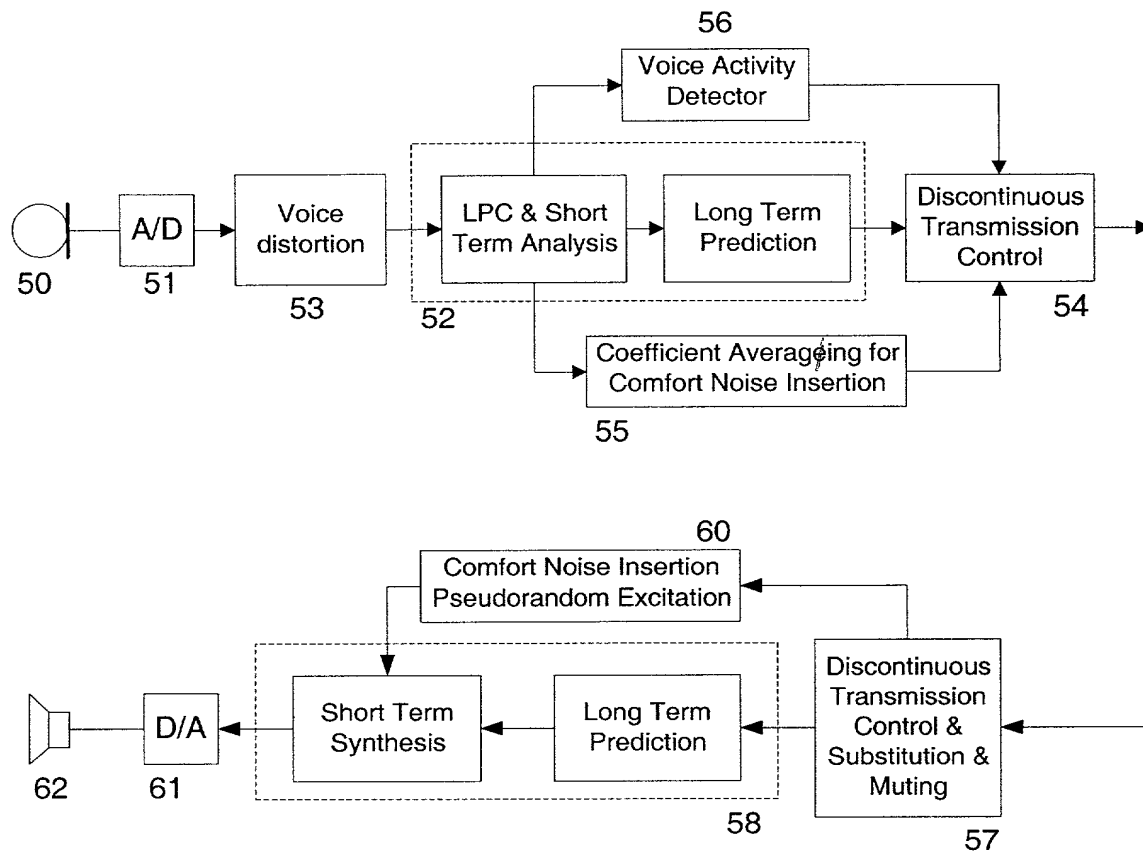 56
Voice Activity
Detector
A/D
Voice
distortion
LPC & Short
Term Analysis
Long Term
Prediction
Discontinuous
Transmission
Control
50
51
53
52
54
Coefficient Averageing for
Comfort Noise Insertion
55
60
Comfort Noise Insertion
Pseudorandom Excitation
D/A
Short Term
Synthesis
Long Term
Prediction
Discontinuous
Transmission
Control &
Substitution &
Muting
62
61
58
57